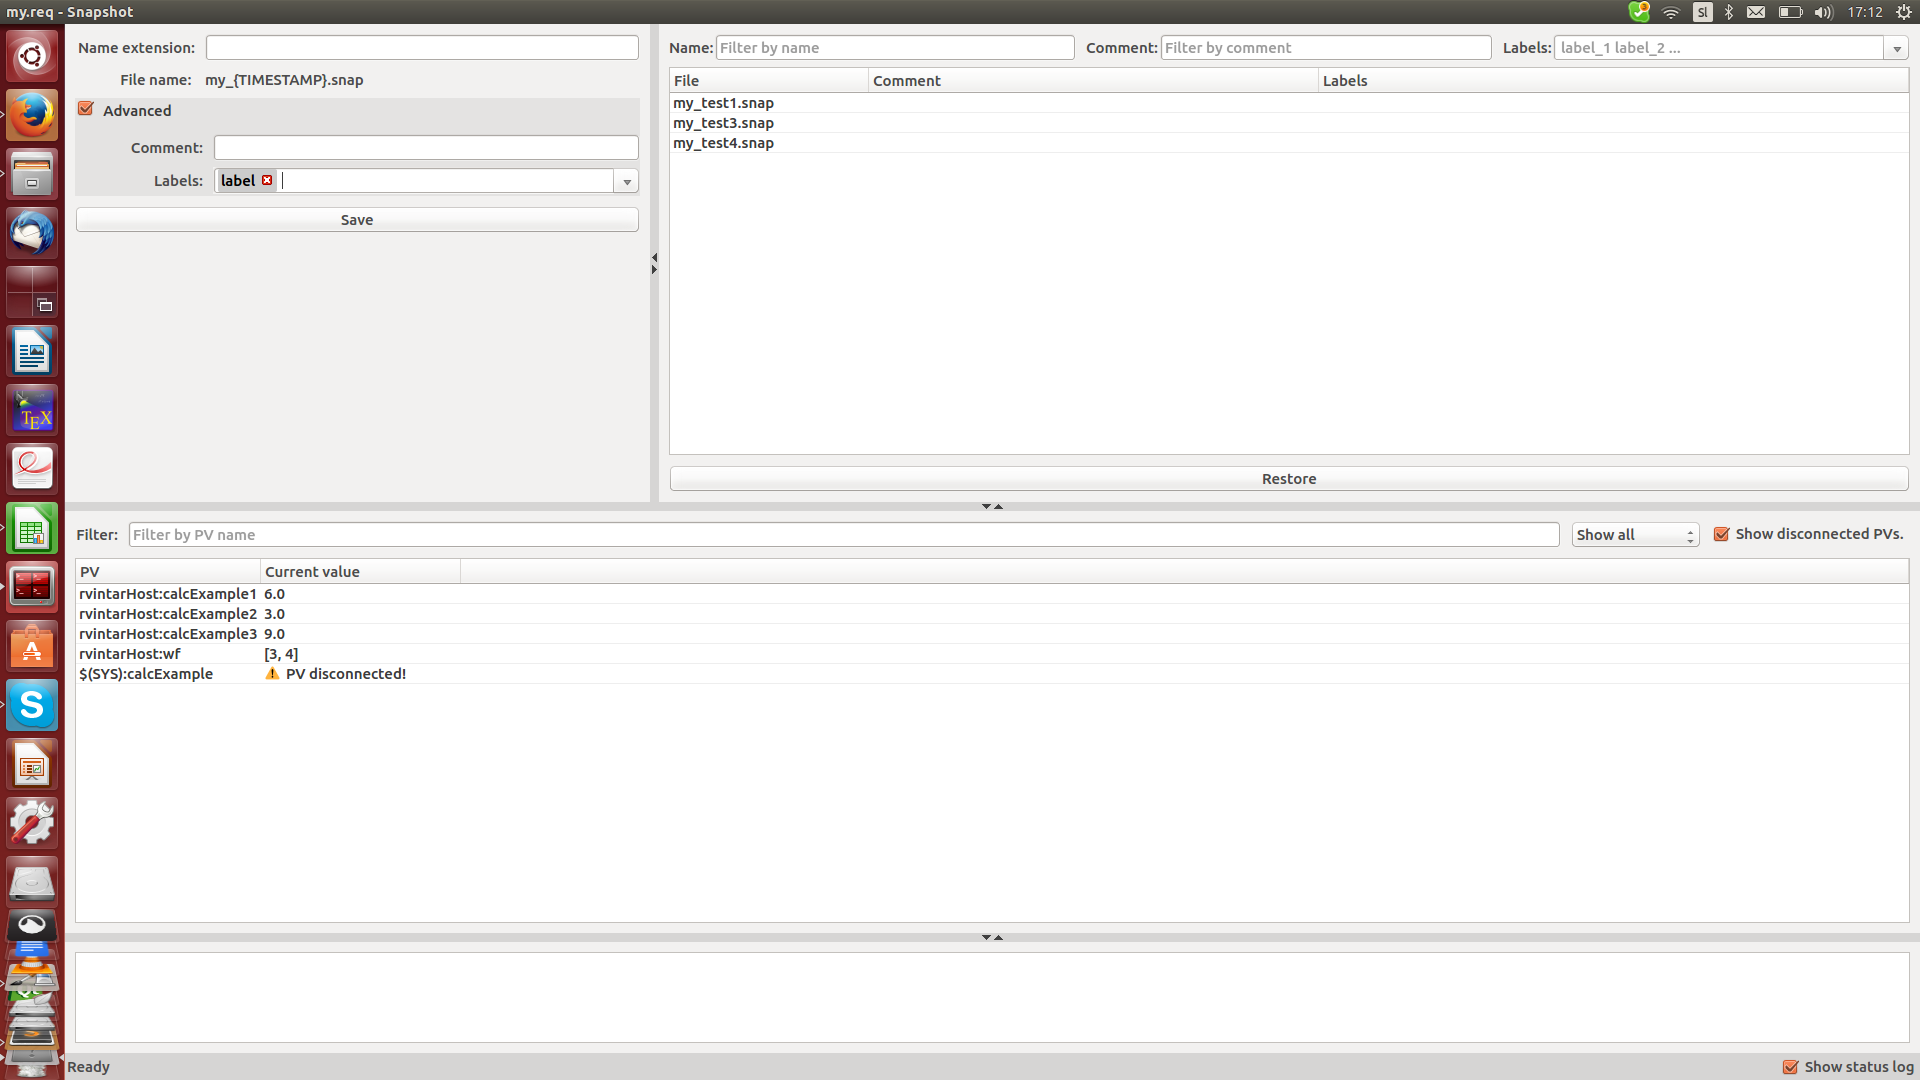 my.req - Snapshot
3
Sl
17:12
Name extension:
File name: my_{TIMESTAMP}.snap
Advanced
Comment:
Labels: label
Save
Name: Filter by name Comment: Filter by comment Labels: label_1 label_2 ...
File Comment Labels
my_test1.snap
my_test3.snap
my_test4.snap
Restore
Filter: Filter by PV name Show all Show disconnected PVs.
PV Current value
rvintarHost:calcExample1 6.0
rvintarHost:calcExample2 3.0
rvintarHost:calcExample3 9.0
rvintarHost:wf [3, 4]
$(SYS):calcExample PV disconnected!
TEX
A
S
Ready
Show status log